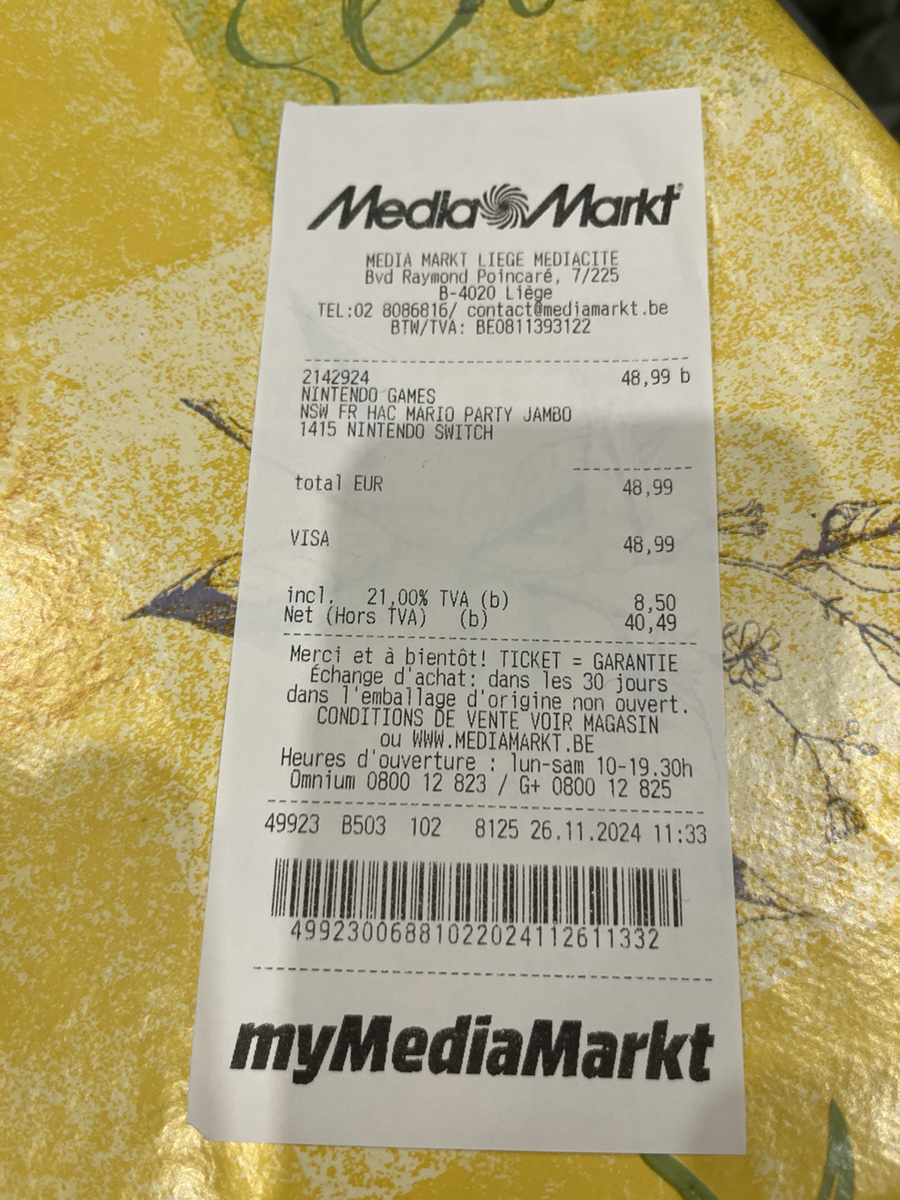 Media Markt®
MEDIA MARKT LIEGE MEDIACITE
Bvd Raymond Poincaré, 7/225
B-4020 Liège
TEL:02 8086816/ contact@mediamarkt.be
BTW/TVA: BE0811393122
2142924 48,99 b
NINTENDO GAMES
NSW FR HAC MARIO PARTY JAMBO
1415 NINTENDO SWITCH
total EUR 48,99
VISA 48,99
incl. 21,00% TVA (b) 8,50
Net (Hors TVA) (b) 40,49
Merci et à bientôt! TICKET = GARANTIE
Échange d'achat: dans les 30 jours
dans l'emballage d'origine non ouvert.
CONDITIONS DE VENTE VOIR MAGASIN
ou WWW.MEDIAMARKT.BE
Heures d'ouverture : lun-sam 10-19.30h
Omnium 0800 12 823 / G+ 0800 12 825
49923 B503 102 8125 26.11.2024 11:33
4992300688102202411261 1332
myMediaMarkt